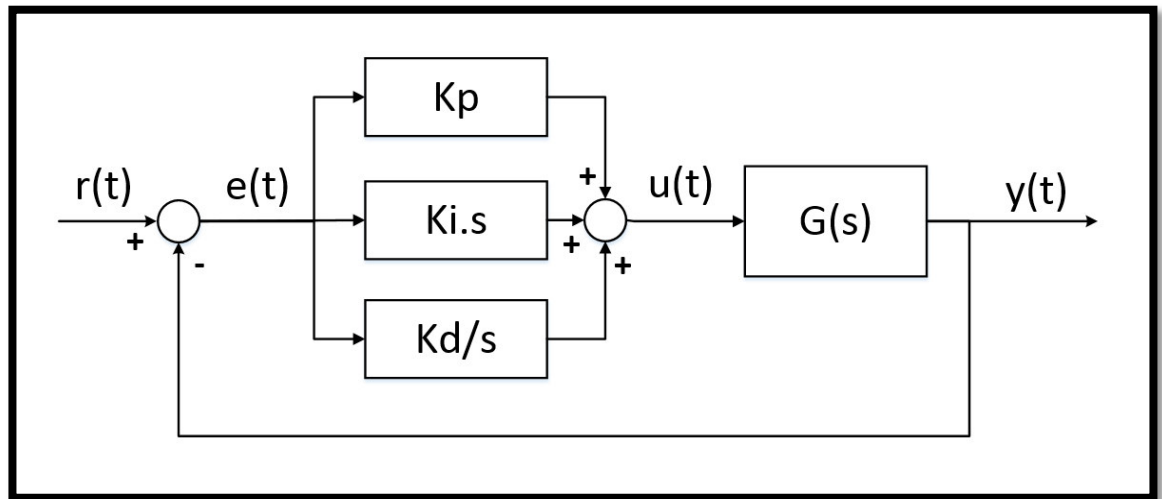 Kp
r(t)
e(t)
+
u(t)
y(t)
+
-
Ki.s
+
+
G(s)
Kd/s